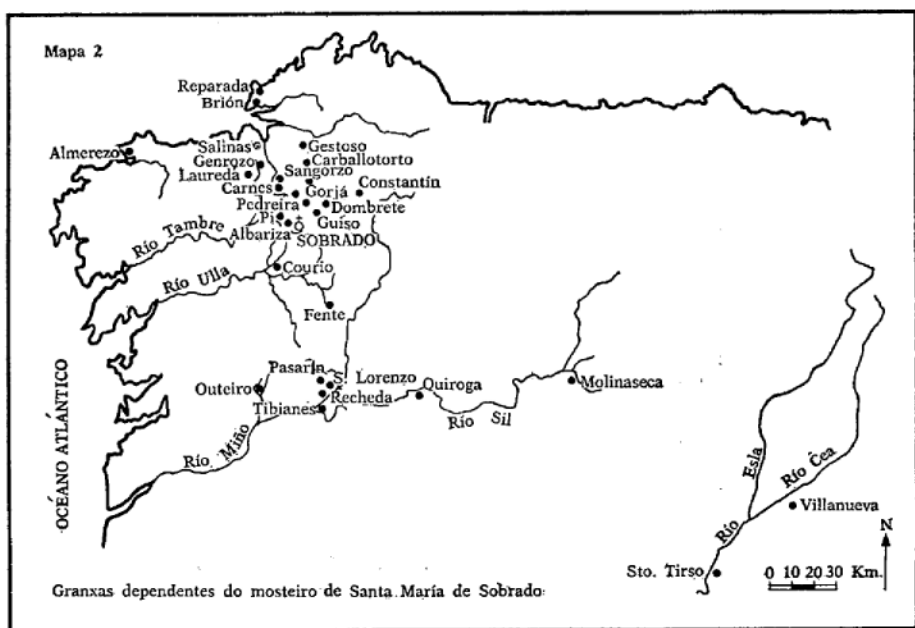 Mapa 2
Reparada
Brión
Almerezo
Salinas
Gestoso
Genrozo
Carballotorto
Laureda
Sangorzo
Carnes
Gorjá
Constantín
Pedreira
Dombrete
Pi
Guíso
Albariza
SOBRADO
Río Tambre
Courio
Río Ulla
Fente
OCÉANO ATLÁNTICO
Pasarín
S. Lorenzo
Outeiro
Recheda
Quiroga
Molinaseca
Tibianes
Río Sil
Río Miño
Esla
Río Cea
Villanueva
Río
N
Sto. Tirso
0 10 20 30 Km.
Granxas dependentes do mosteiro de Santa María de Sobrado